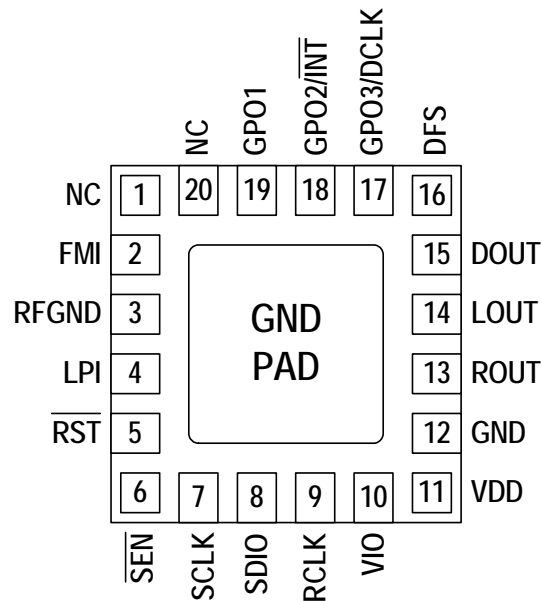 NC
GPO1
GPO2/INT
GPO3/DCLK
DFS
20
19
18
17
16
NC 1
FMI 2
RFGND 3
LPI 4
RST 5
6
GND
PAD
15 DOUT
14 LOUT
13 ROUT
12 GND
11 VDD
7
8
9
10
SEN
SCLK
SDIO
RCLK
VIO